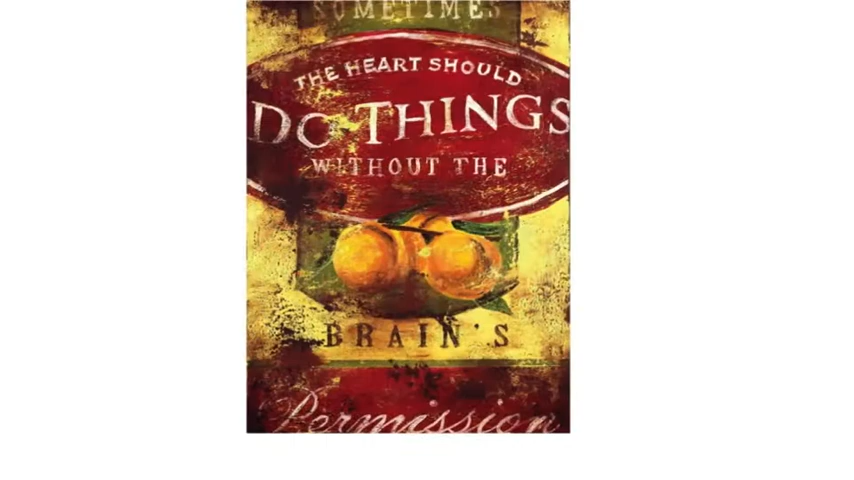 SOMETIMES
THE HEART SHOULD
DO THINGS
WITHOUT THE
BRAIN'S
Permission